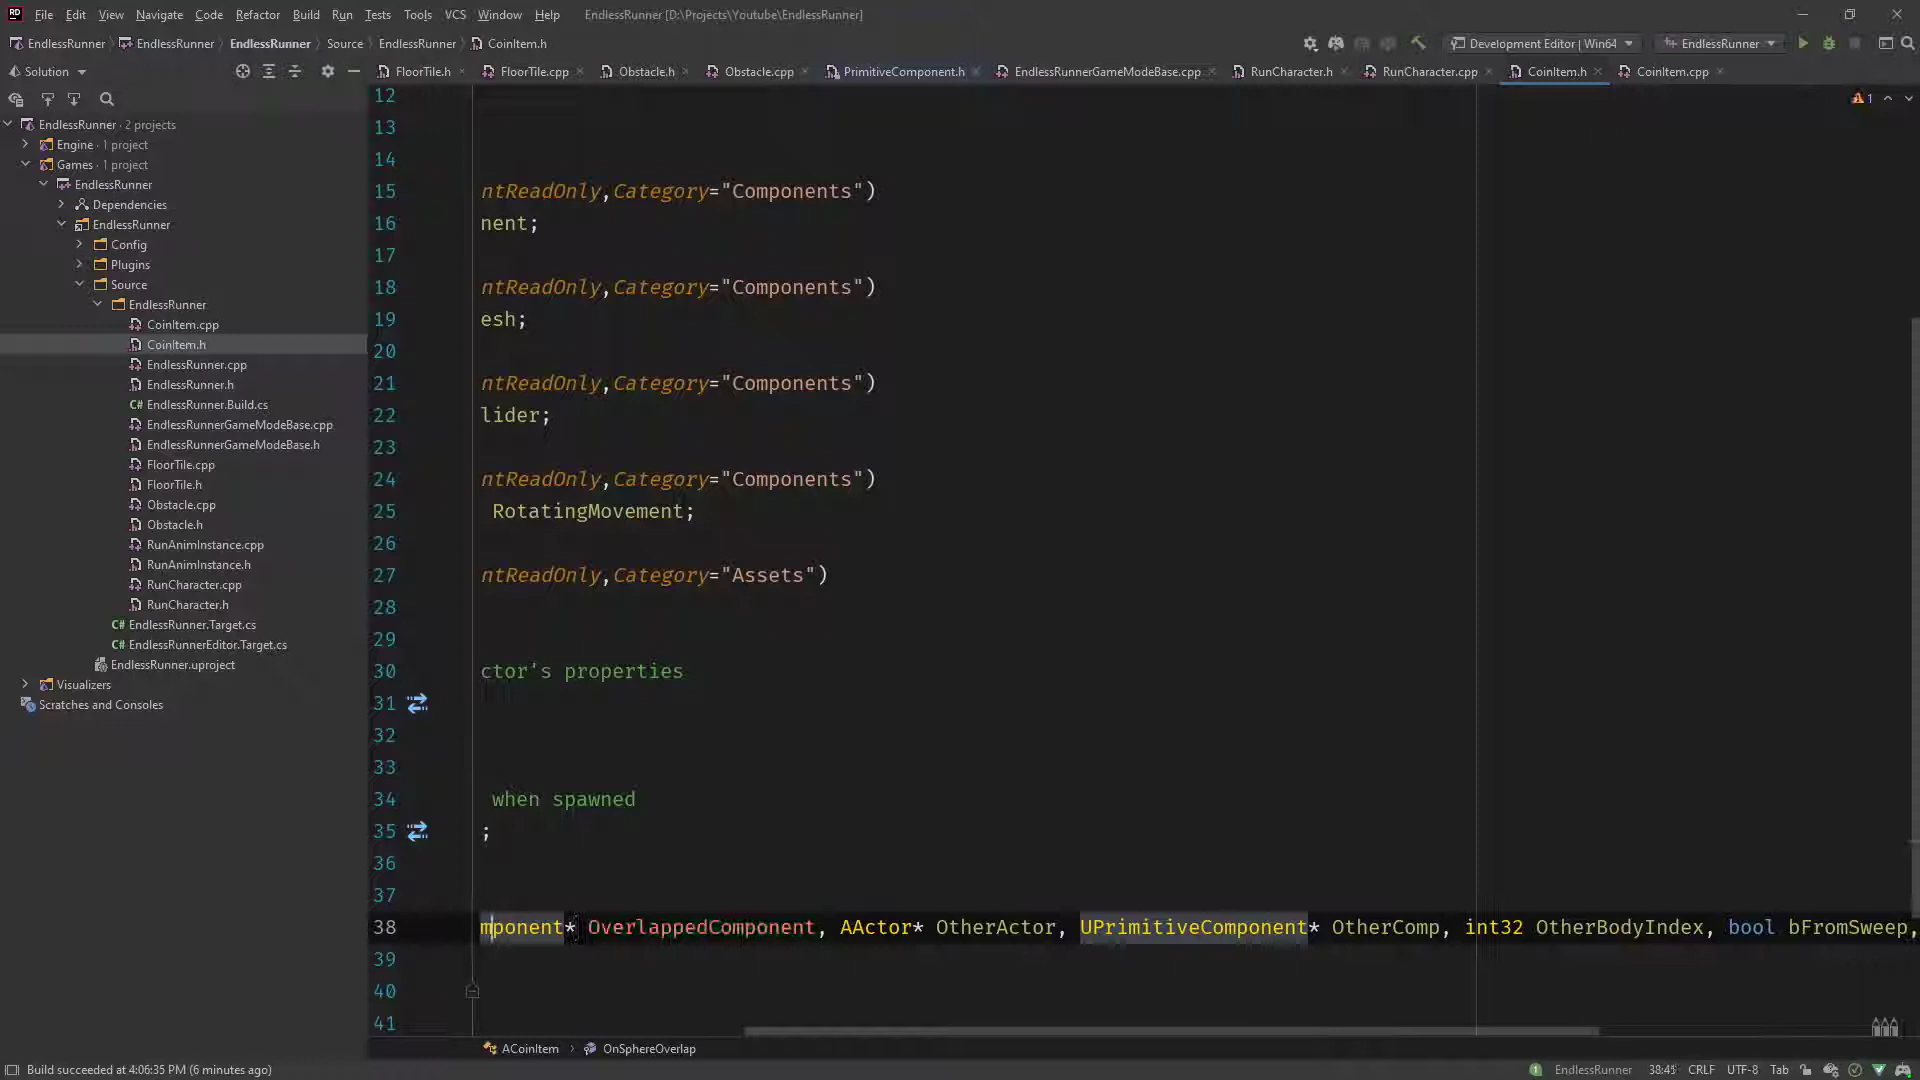 RD File Edit View Navigate Code Refactor Build Run Tests Tools VCS Window Help EndlessRunner [D:\Projects\Youtube\EndlessRunner]
EndlessRunner EndlessRunner EndlessRunner Source EndlessRunner CoinItem.h Development Editor | Win64 EndlessRunner
Solution FloorTile.h FloorTile.cpp Obstacle.h Obstacle.cpp PrimitiveComponent.h EndlessRunnerGameModeBase.cpp RunCharacter.h RunCharacter.cpp CoinItem.h CoinItem.cpp
EndlessRunner · 2 projects
Engine · 1 project
Games · 1 project
EndlessRunner
Dependencies
EndlessRunner
Config
Plugins
Source
EndlessRunner
CoinItem.cpp
CoinItem.h
EndlessRunner.cpp
EndlessRunner.h
C# EndlessRunner.Build.cs
EndlessRunnerGameModeBase.cpp
EndlessRunnerGameModeBase.h
FloorTile.cpp
FloorTile.h
Obstacle.cpp
Obstacle.h
RunAnimInstance.cpp
RunAnimInstance.h
RunCharacter.cpp
RunCharacter.h
C# EndlessRunner.Target.cs
C# EndlessRunnerEditor.Target.cs
EndlessRunner.uproject
Visualizers
Scratches and Consoles
1
12
13
14
15 ntReadOnly,Category="Components")
16 nent;
17
18 ntReadOnly,Category="Components")
19 esh;
20
21 ntReadOnly,Category="Components")
22 lider;
23
24 ntReadOnly,Category="Components")
25 RotatingMovement;
26
27 ntReadOnly,Category="Assets")
28
29
30 ctor's properties
31
32
33
34 when spawned
35 ;
36
37
38 mponent* OverlappedComponent, AActor* OtherActor, UPrimitiveComponent* OtherComp, int32 OtherBodyIndex, bool bFromSweep,
39
40
41
ACoinItem OnSphereOverlap
Build succeeded at 4:06:35 PM (6 minutes ago) 1 EndlessRunner 38:45 CRLF UTF-8 Tab